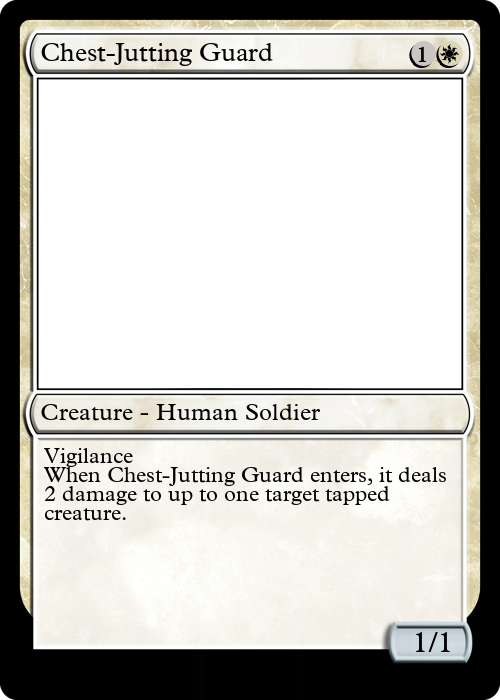 Chest-Jutting Guard 1
Creature - Human Soldier
Vigilance
When Chest-Jutting Guard enters, it deals
2 damage to up to one target tapped
creature.
1/1